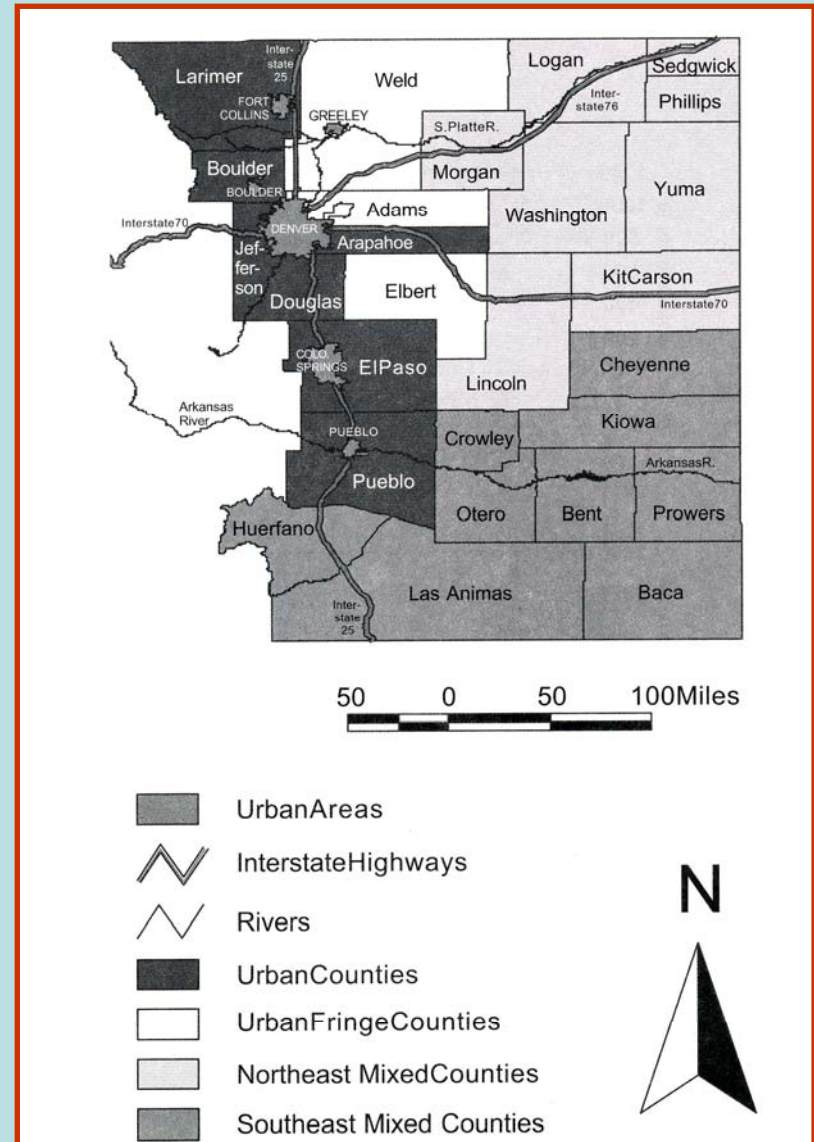 Inter-
state
25
Larimer
Weld
Logan
Sedgwick
Phillips
Inter-
state76
FORT
COLLINS
GREELEY
S.PlatteR.
Morgan
Boulder
BOULDER
Yuma
Washington
Adams
Interstate70
DENVER
Arapahoe
Jef-
fer-
son
Douglas
Elbert
KitCarson
Interstate70
COLO.
SPRINGS
ElPaso
Lincoln
Cheyenne
Arkansas
River
PUEBLO
Crowley
Kiowa
ArkansasR.
Pueblo
Otero
Bent
Prowers
Huerfano
Las Animas
Baca
Inter-
state
25
50 0 50 100Miles
UrbanAreas
InterstateHighways
Rivers
UrbanCounties
UrbanFringeCounties
Northeast MixedCounties
Southeast Mixed Counties
N